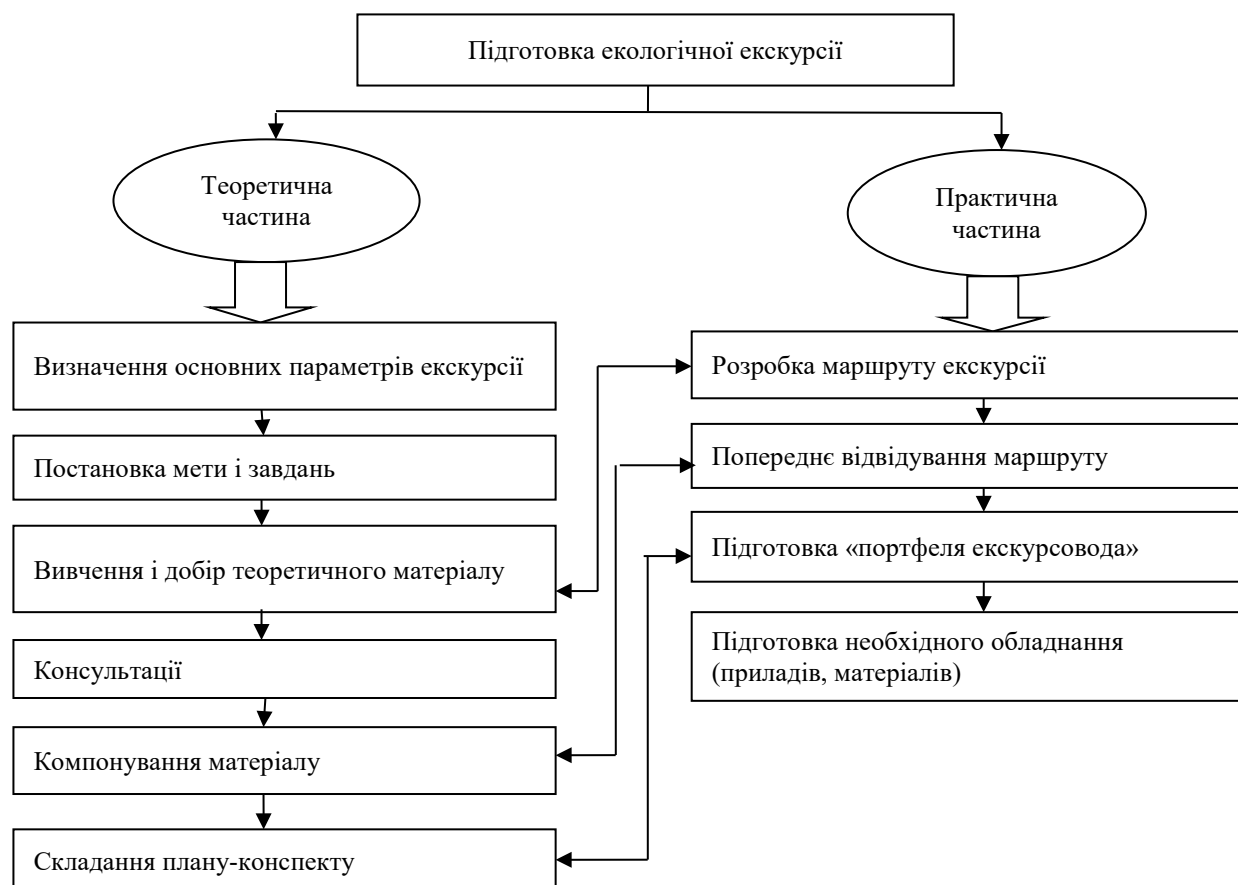 Підготовка екологічної екскурсії
Теоретична
частина
Практична
частина
Визначення основних параметрів екскурсії
Постановка мети і завдань
Вивчення і добір теоретичного матеріалу
Консультації
Компонування матеріалу
Складання плану-конспекту
Розробка маршруту екскурсії
Попереднє відвідування маршруту
Підготовка «портфеля екскурсовода»
Підготовка необхідного обладнання
(приладів, матеріалів)